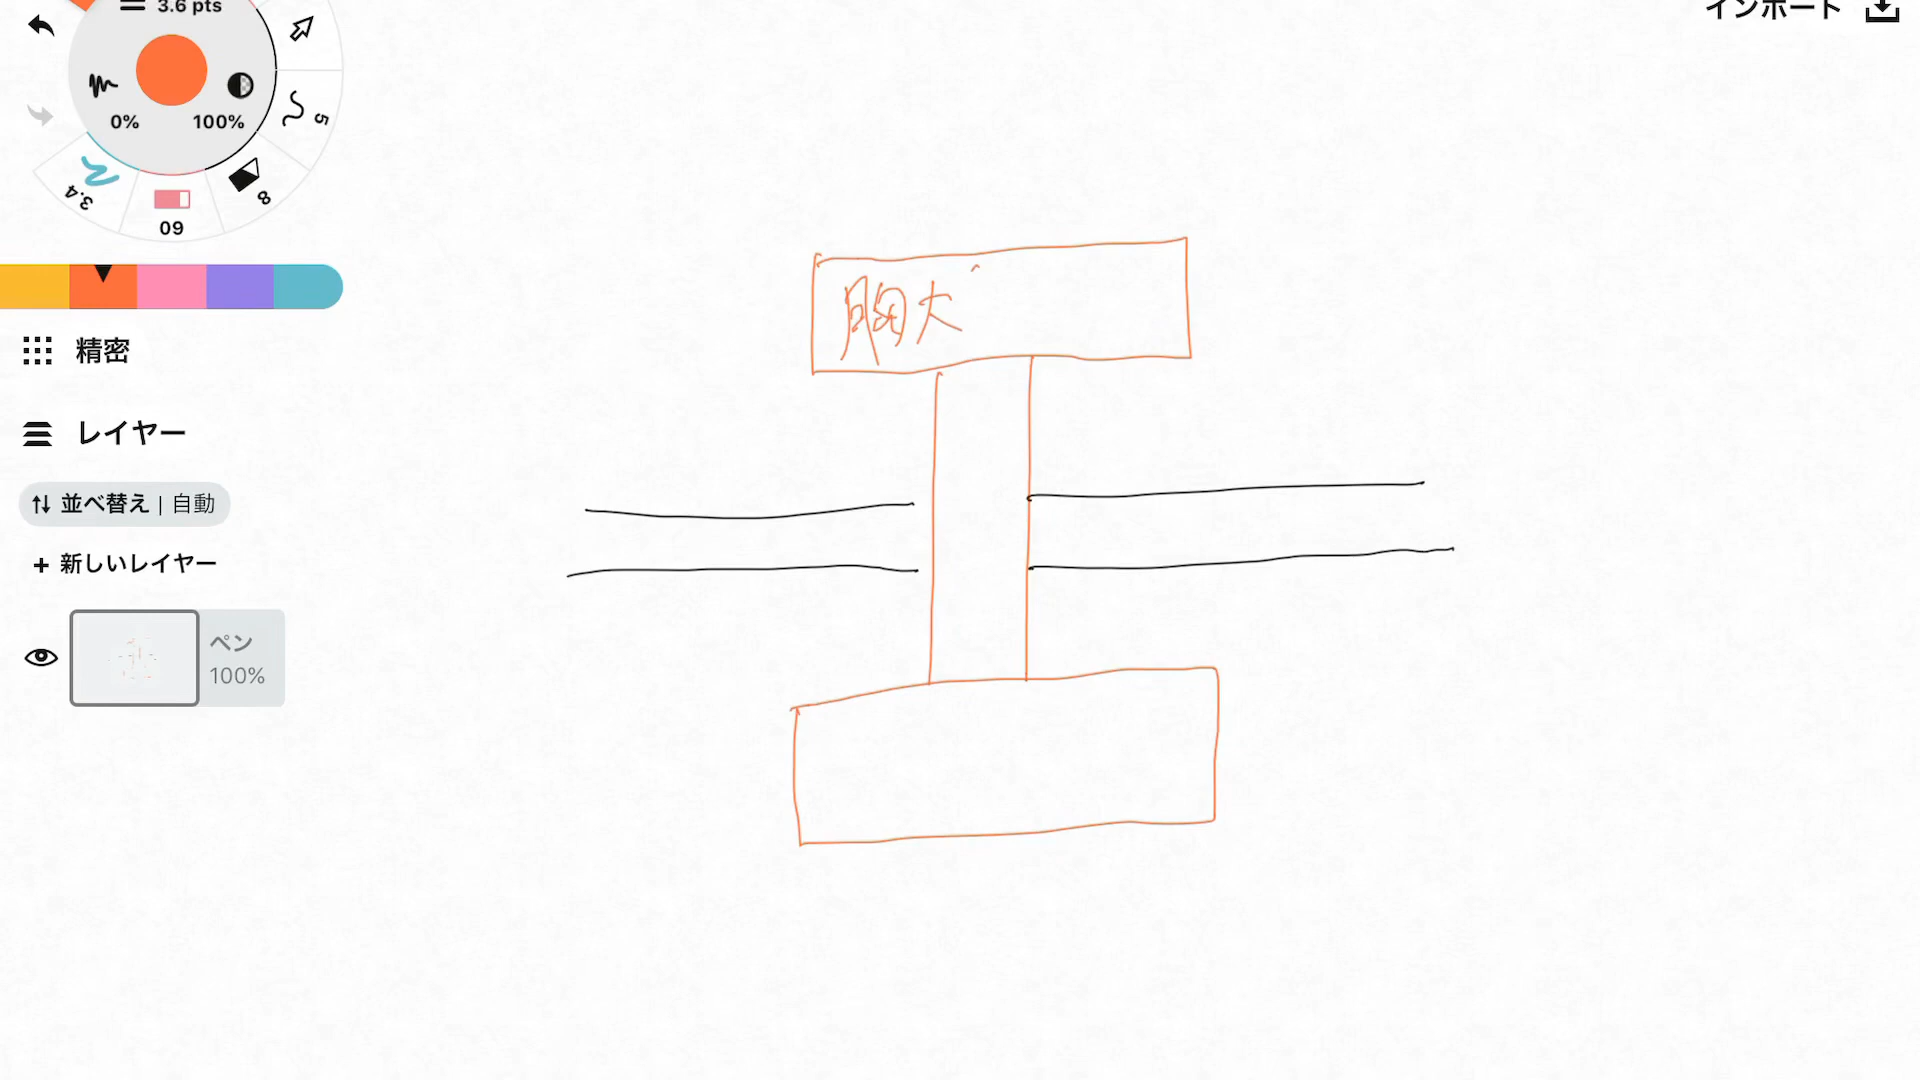 3.6 pts
インポート
0%
100%
5
8
60
3.4
精密
レイヤー
並べ替え | 自動
+ 新しいレイヤー
ペン
100%
胸大